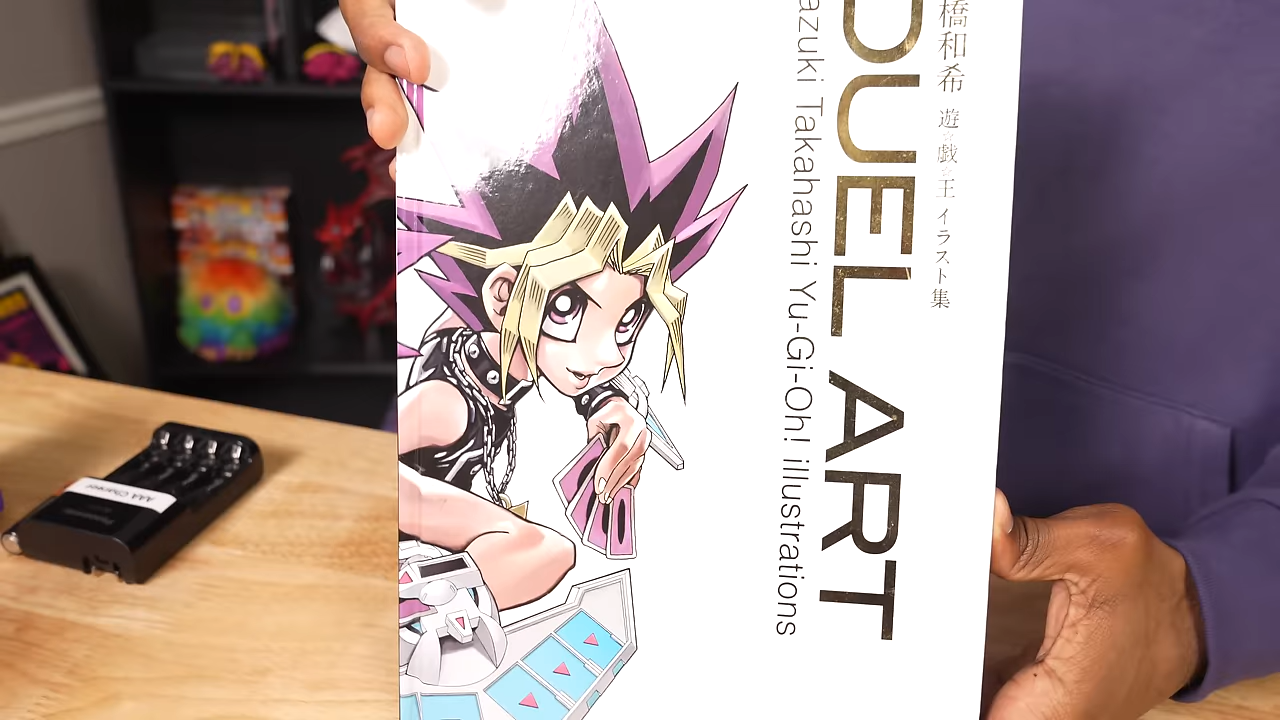 橋和希 遊☆戯☆王 イラスト集
DUEL ART
azuki Takahashi Yu-Gi-Oh! illustrations
AAA Charger